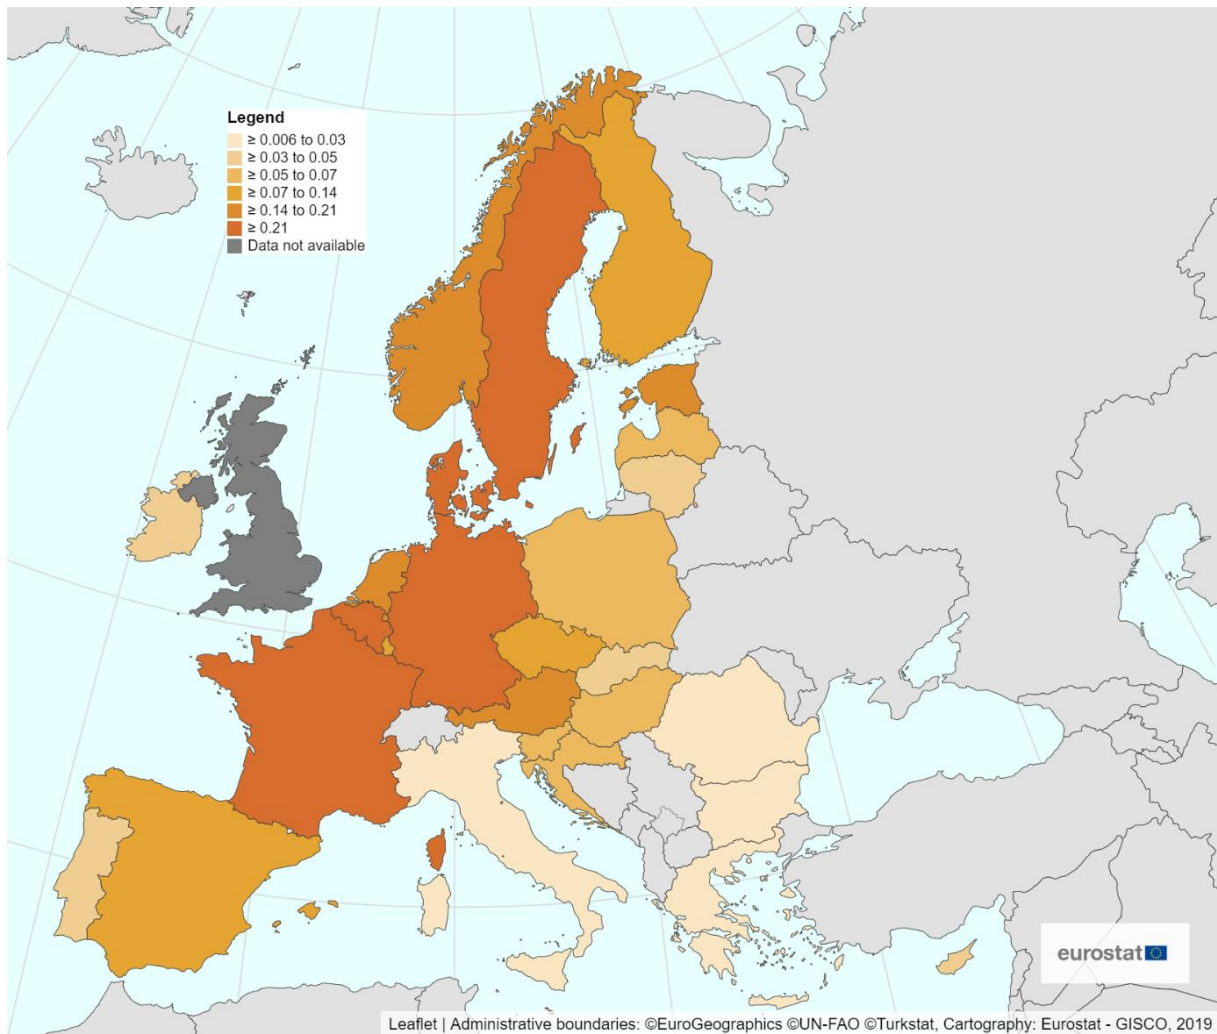 Legend
≥ 0.006 to 0.03
≥ 0.03 to 0.05
≥ 0.05 to 0.07
≥ 0.07 to 0.14
≥ 0.14 to 0.21
≥ 0.21
Data not available
eurostat
Leaflet | Administrative boundaries: ©EuroGeographics ©UN-FAO ©Turkstat, Cartography: Eurostat - GISCO, 2019